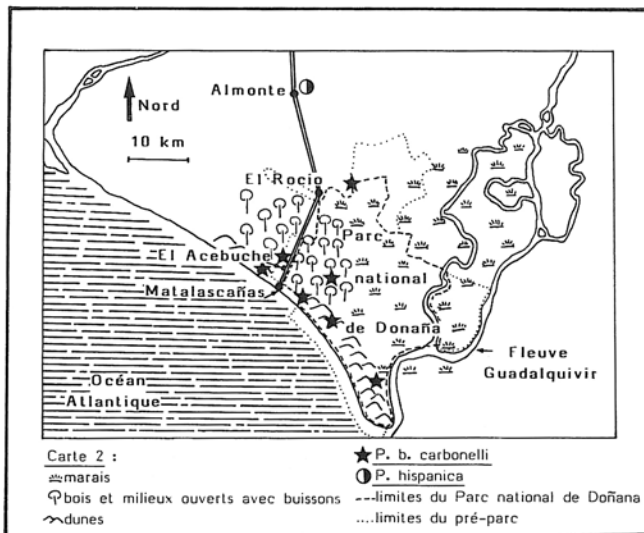 Almonte
Nord
10 km
El Rocio
Parc
El Acebuche
national
Matalascañas
de Donaña
Fleuve
Guadalquivir
Océan
Atlantique
Carte 2 :
marais
bois et milieux ouverts avec buissons
dunes
P. b. carbonelli
P. hispanica
limites du Parc national de Doñana
limites du pré-parc